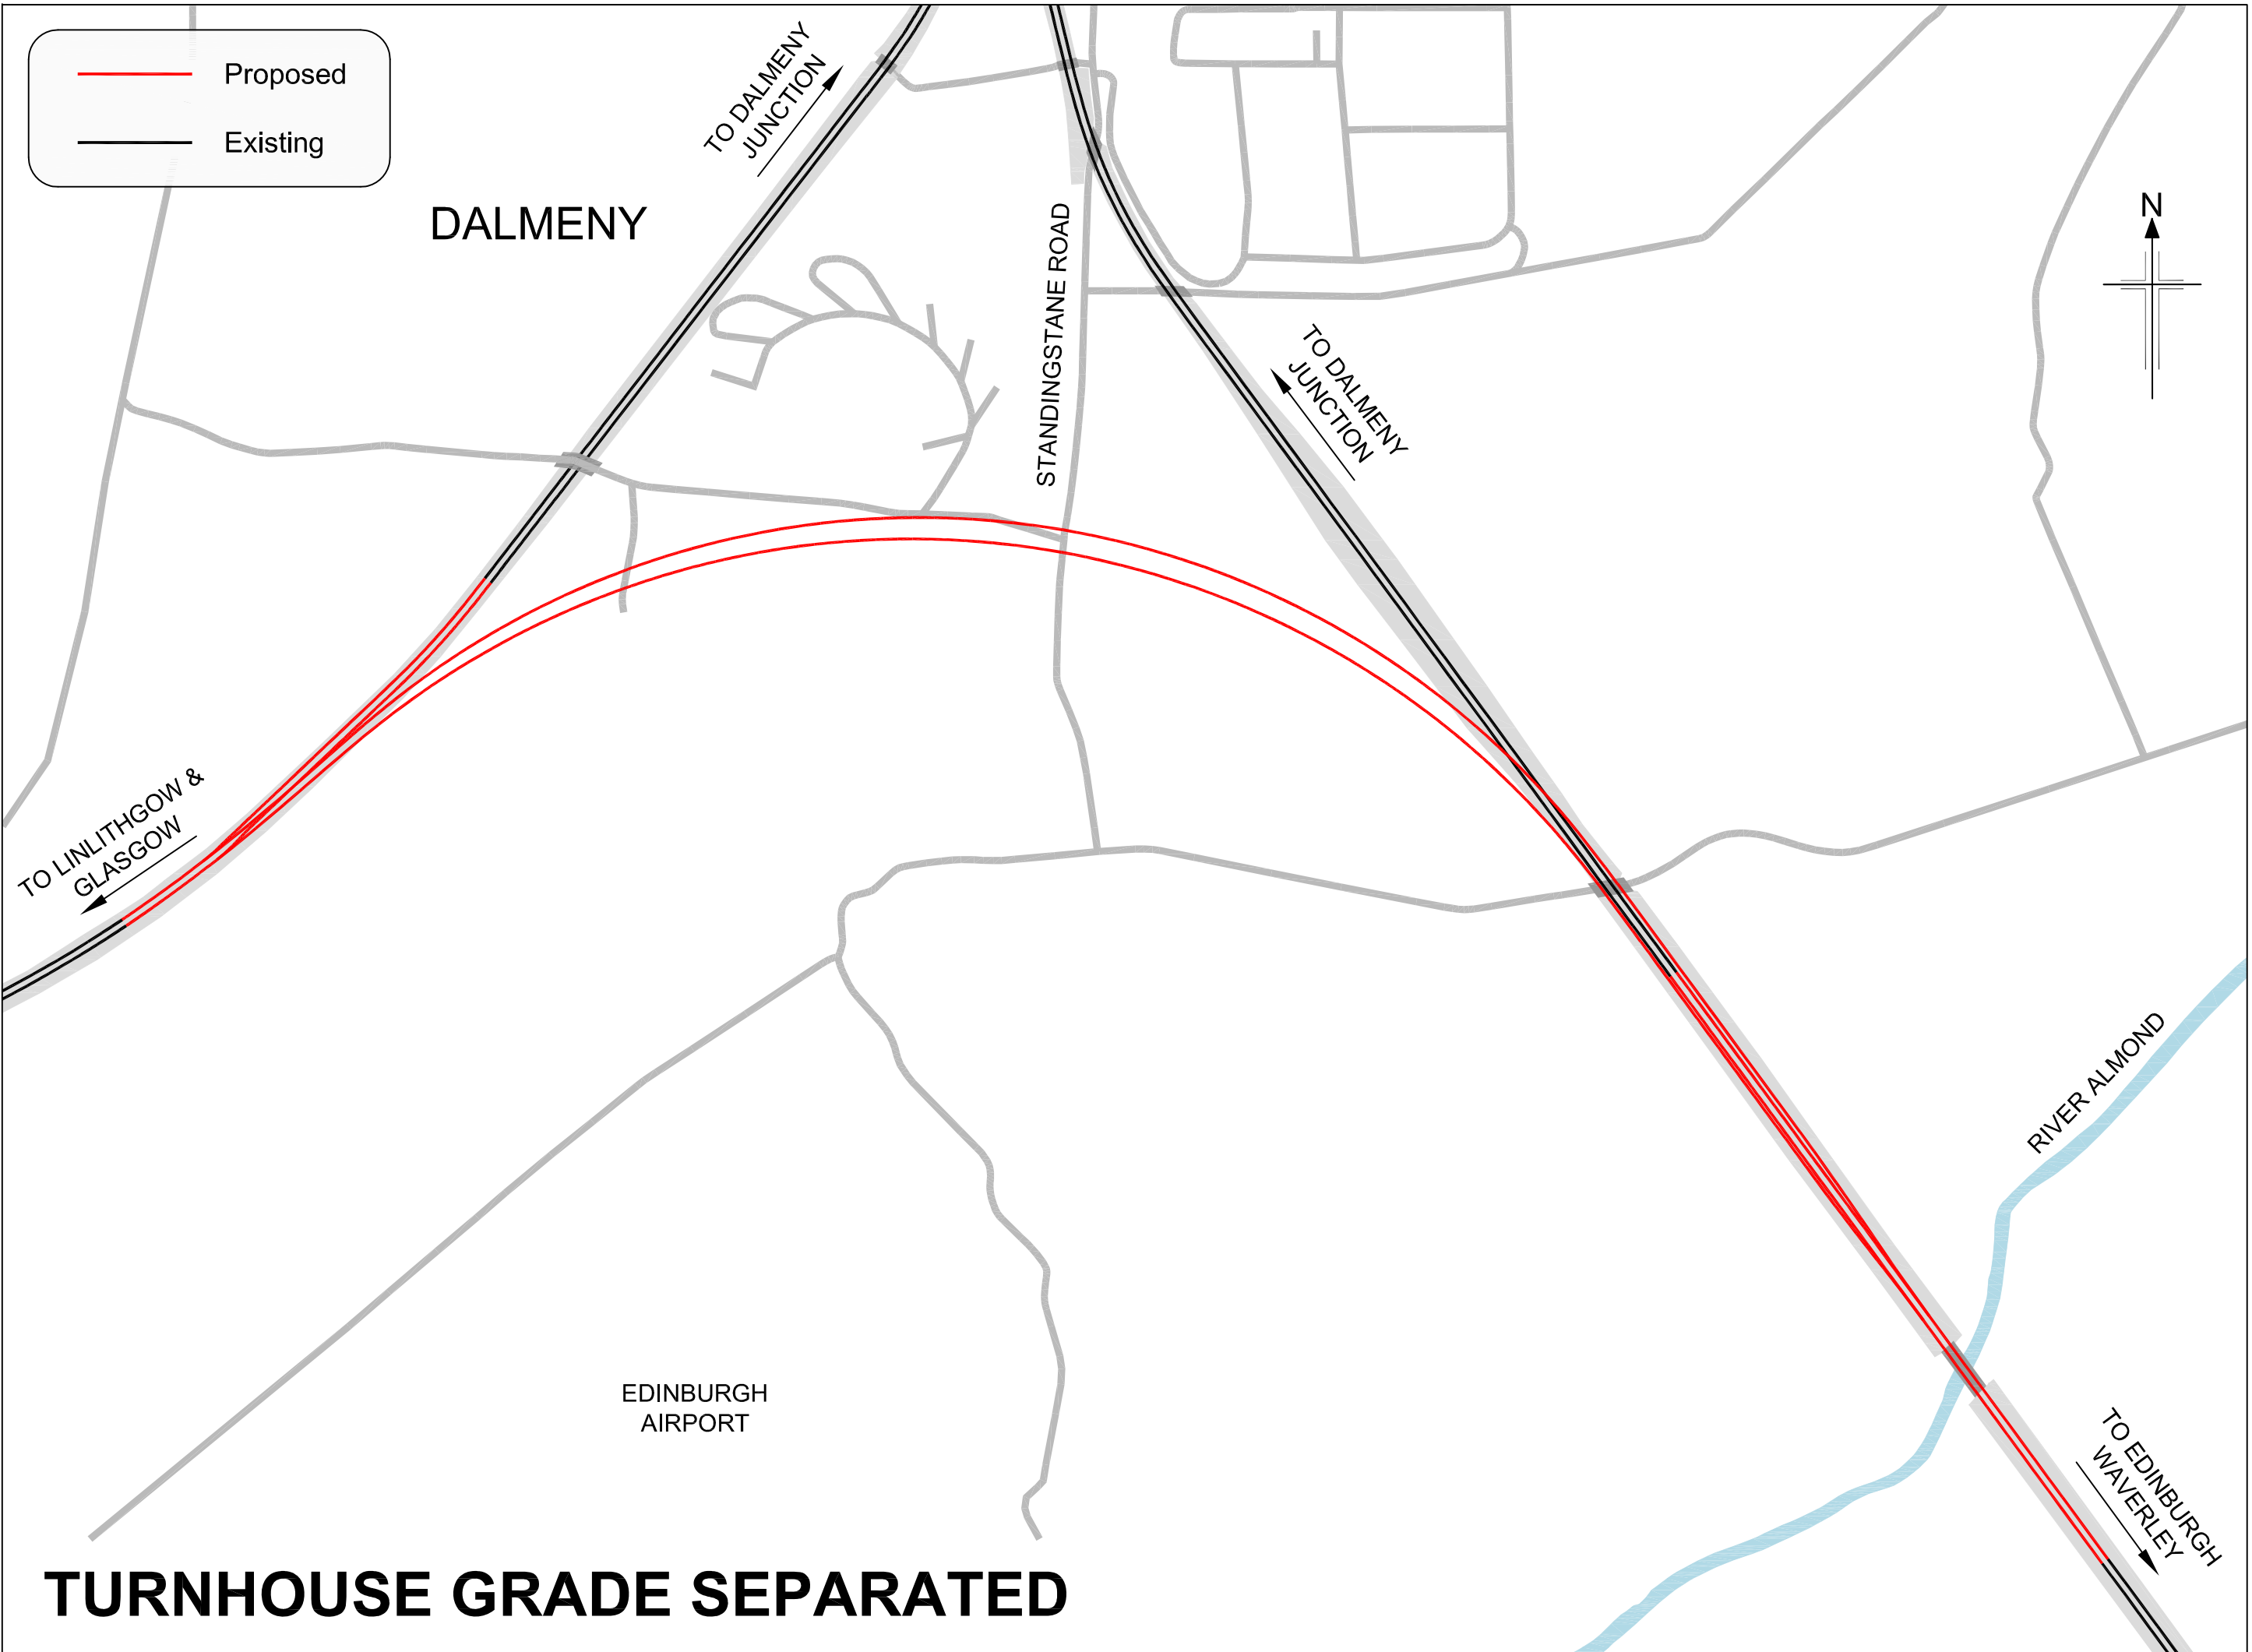 Proposed
Existing
TO DALMENY
JUNCTION
DALMENY
N
STANDINGSTANE ROAD
TO DALMENY
JUNCTION
TO LINLITHGOW &
GLASGOW
RIVER ALMOND
EDINBURGH
AIRPORT
TO EDINBURGH
WAVERLEY
TURNHOUSE GRADE SEPARATED